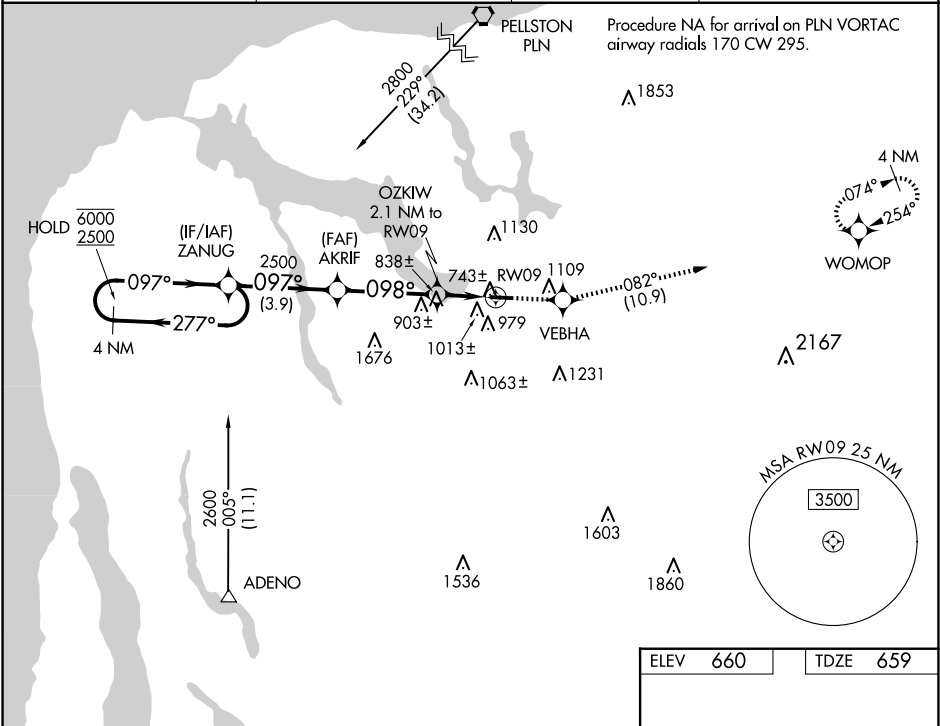 PELLSTON
PLN
Procedure NA for arrival on PLN VORTAC
airway radials 170 CW 295.
2800
229°
(34.2)
1853
4 NM
074°
254°
WOMOP
HOLD 6000
2500
(IF/IAF)
ZANUG
097°
277°
4 NM
2500
097°
(3.9)
(FAF)
AKRIF
098°
OZKIW
2.1 NM to
RW09
838±
903±
743±
RW09
1109
1130
979
1013±
1676
1063±
1231
VEBHA
082°
(10.9)
2167
2600
005°
(11.1)
ADENO
1536
1603
1860
MSA RW09 25 NM
3500
ELEV 660
TDZE 659